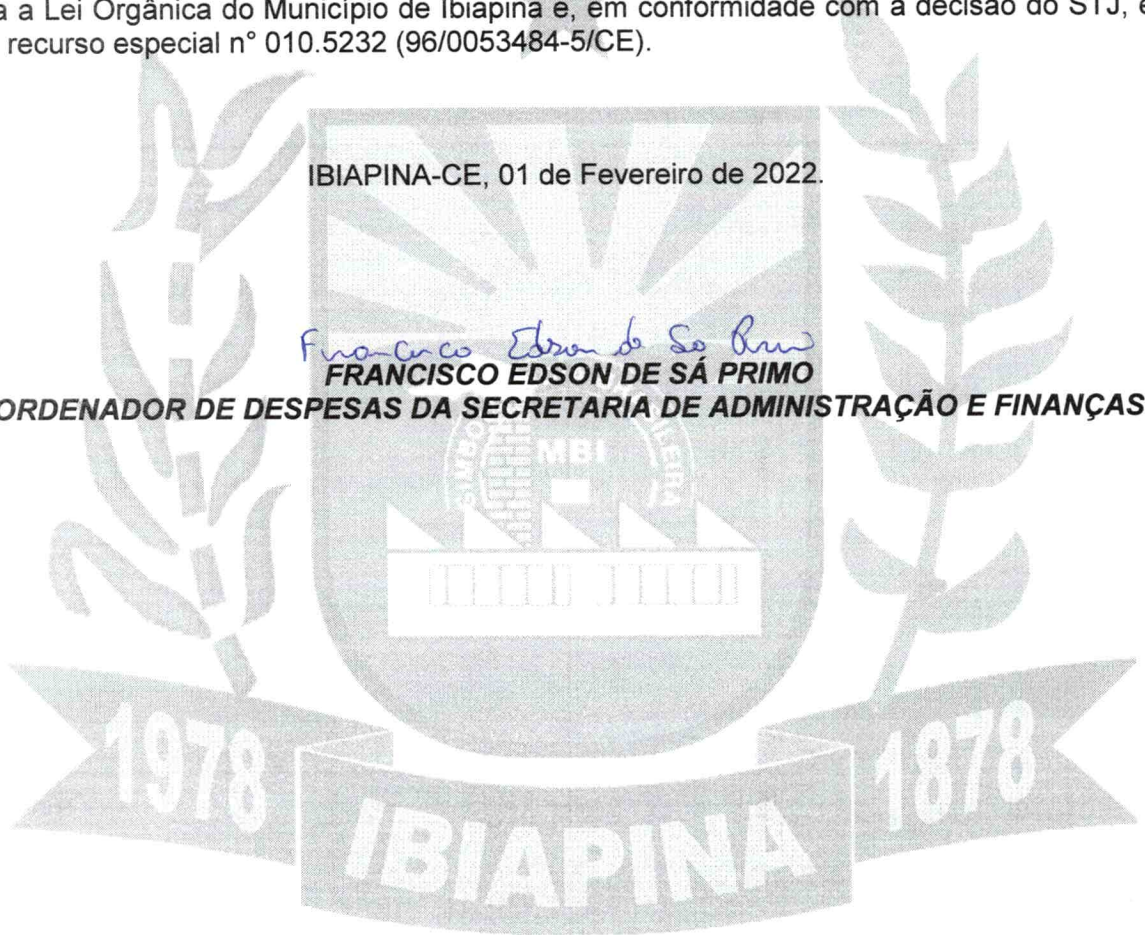 a a Lei Orgânica do Município de Ibiapina e, em conformidade com a decisão do STJ, e
recurso especial n° 010.5232 (96/0053484-5/CE).
IBIAPINA-CE, 01 de Fevereiro de 2022.
Francisco Edson de Sá Primo
FRANCISCO EDSON DE SÁ PRIMO
ORDENADOR DE DESPESAS DA SECRETARIA DE ADMINISTRAÇÃO E FINANÇAS
MBI
1978
1878
IBIAPINA